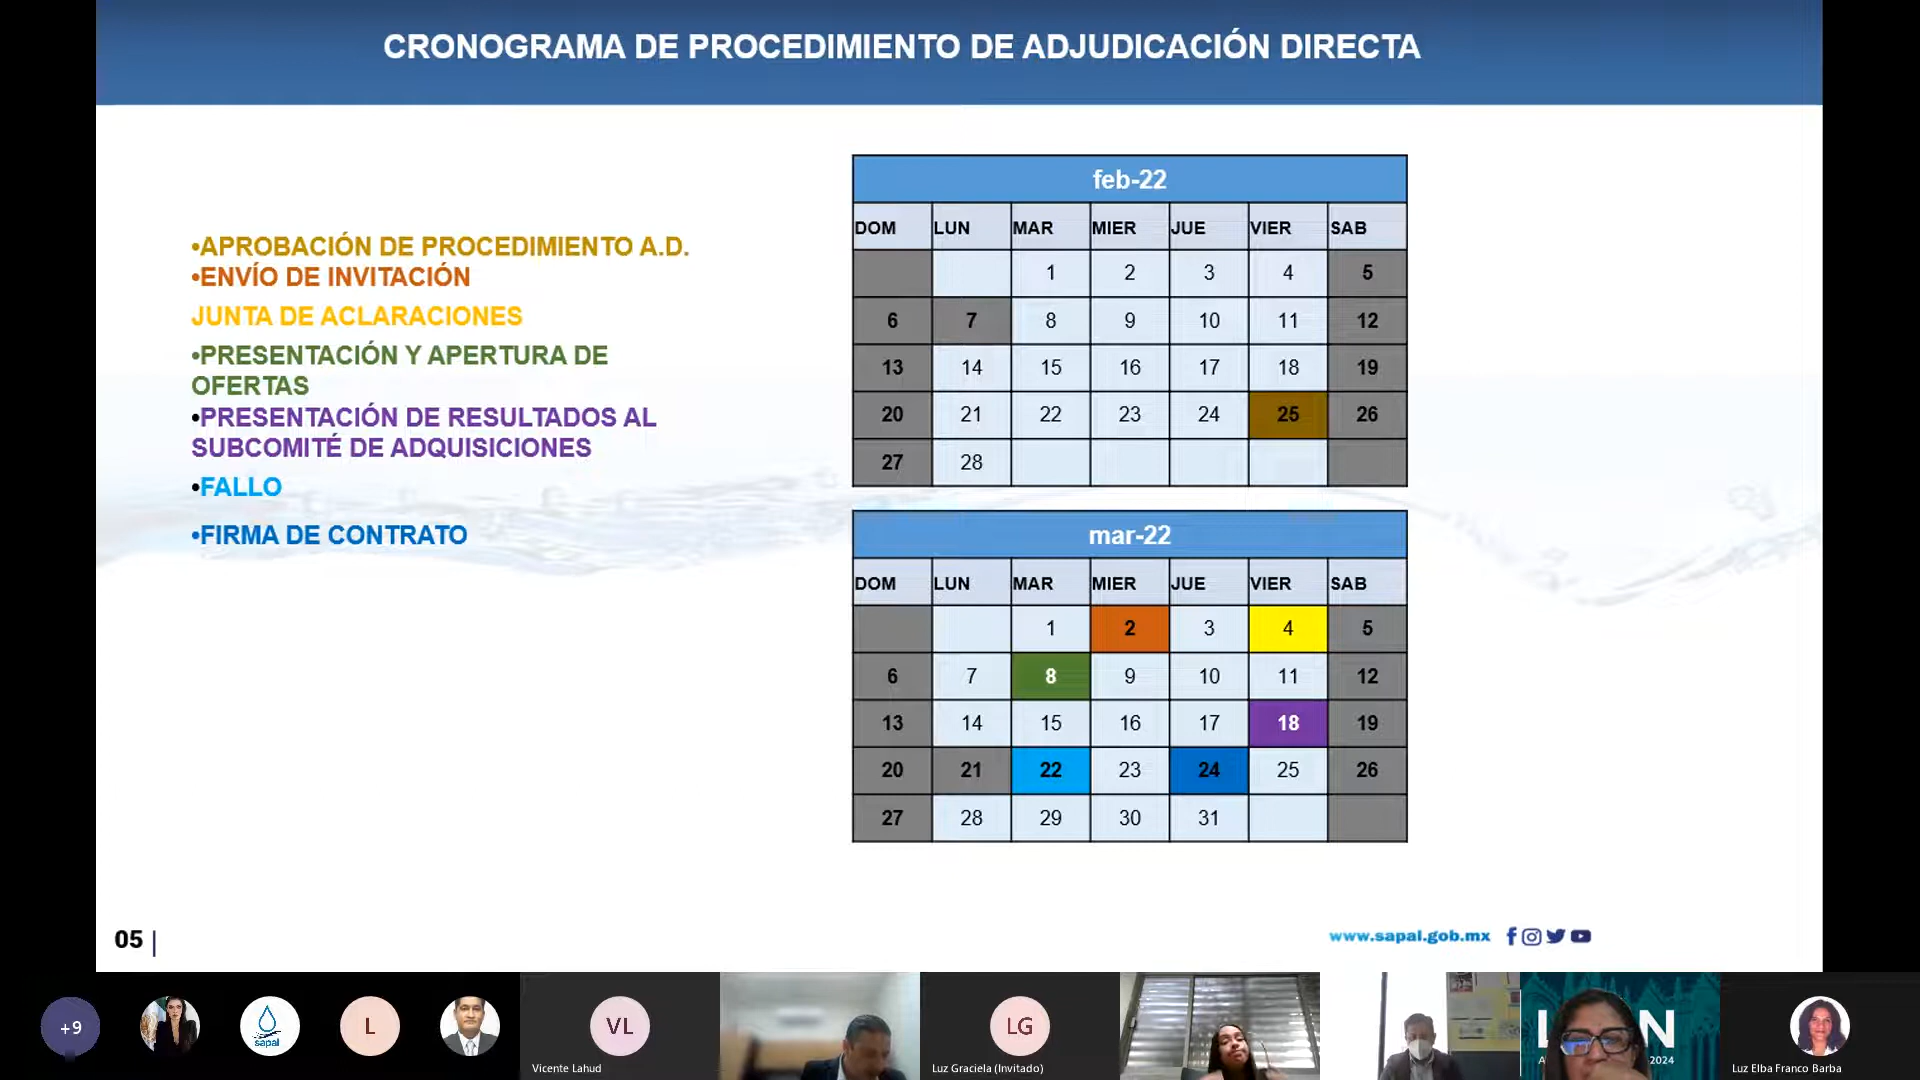 CRONOGRAMA DE PROCEDIMIENTO DE ADJUDICACIÓN DIRECTA
•APROBACIÓN DE PROCEDIMIENTO A.D.
•ENVÍO DE INVITACIÓN
JUNTA DE ACLARACIONES
•PRESENTACIÓN Y APERTURA DE
OFERTAS
•PRESENTACIÓN DE RESULTADOS AL
SUBCOMITÉ DE ADQUISICIONES
•FALLO
•FIRMA DE CONTRATO
feb-22
DOM LUN MAR MIER JUE VIER SAB
1 2 3 4 5
6 7 8 9 10 11 12
13 14 15 16 17 18 19
20 21 22 23 24 25 26
27 28
mar-22
DOM LUN MAR MIER JUE VIER SAB
1 2 3 4 5
6 7 8 9 10 11 12
13 14 15 16 17 18 19
20 21 22 23 24 25 26
27 28 29 30 31
05 |
www.sapal.gob.mx
+9
sapal
L
VL
Vicente Lahud
LG
Luz Graciela (Invitado)
L N
2024
Luz Elba Franco Barba